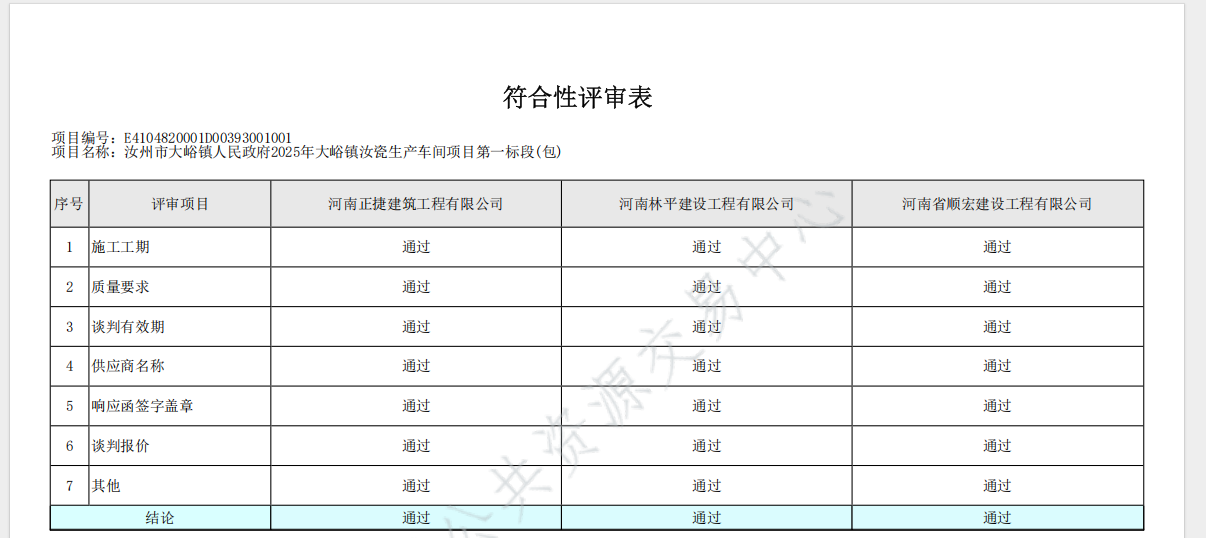 符合性评审表
项目编号：E4104820001D00393001001
项目名称：汝州市大峪镇人民政府2025年大峪镇汝瓷生产车间项目第一标段(包)
序号 评审项目 河南正捷建筑工程有限公司 河南林平建设工程有限公司 河南省顺宏建设工程有限公司
1 施工工期 通过 通过 通过
2 质量要求 通过 通过 通过
3 谈判有效期 通过 通过 通过
4 供应商名称 通过 通过 通过
5 响应函签字盖章 通过 通过 通过
6 谈判报价 通过 通过 通过
7 其他 通过 通过 通过
结论 通过 通过 通过
公共资源交易中心